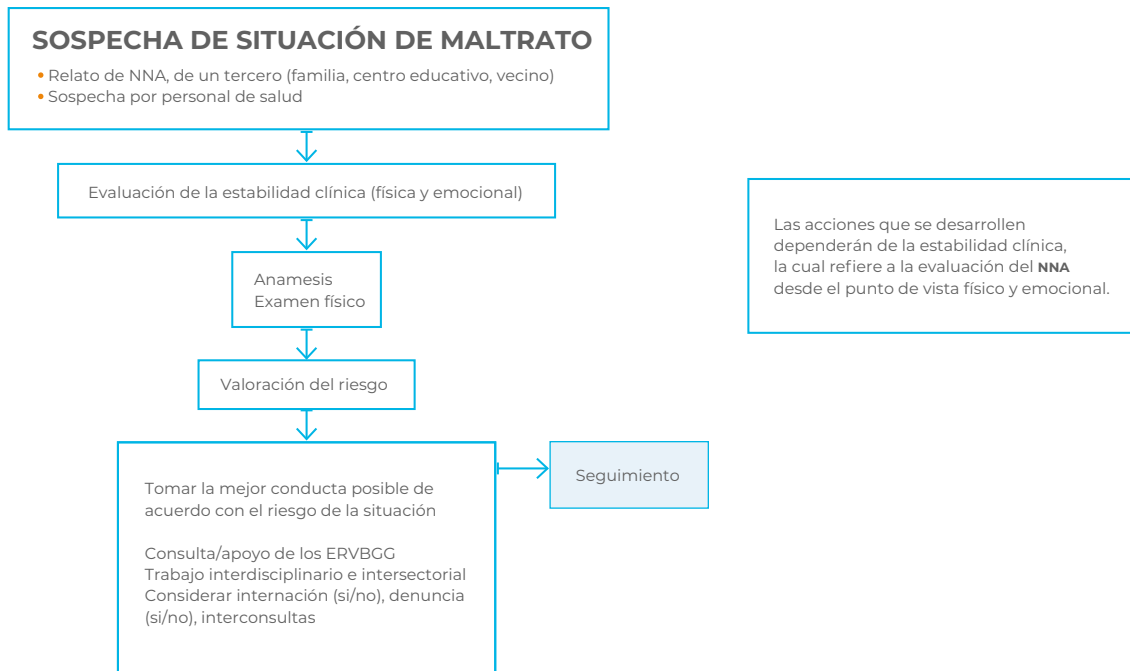 SOSPECHA DE SITUACIÓN DE MALTRATO
• Relato de NNA, de un tercero (familia, centro educativo, vecino)
• Sospecha por personal de salud
Evaluación de la estabilidad clínica (física y emocional)
Las acciones que se desarrollen
dependerán de la estabilidad clínica,
la cual refiere a la evaluación del NNA
desde el punto de vista físico y emocional.
Anamesis
Examen físico
Valoración del riesgo
Tomar la mejor conducta posible de
acuerdo con el riesgo de la situación
Consulta/apoyo de los ERVBGG
Trabajo interdisciplinario e intersectorial
Considerar internación (si/no), denuncia
(si/no), interconsultas
Seguimiento